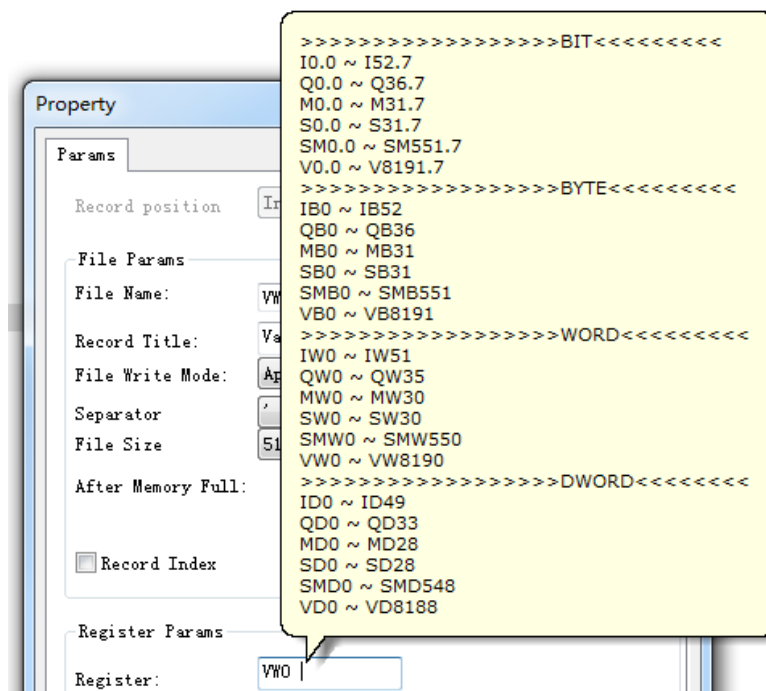 >>>>>>>>>>>>>>>>>>BIT<<<<<<<<<
I0.0 ~ I52.7
Q0.0 ~ Q36.7
M0.0 ~ M31.7
S0.0 ~ S31.7
SM0.0 ~ SM551.7
V0.0 ~ V8191.7
>>>>>>>>>>>>>>>>>>BYTE<<<<<<<<<
IB0 ~ IB52
QB0 ~ QB36
MB0 ~ MB31
SB0 ~ SB31
SMB0 ~ SMB551
VB0 ~ VB8191
>>>>>>>>>>>>>>>>>>WORD<<<<<<<<<
IW0 ~ IW51
QW0 ~ QW35
MW0 ~ MW30
SW0 ~ SW30
SMW0 ~ SMW550
VW0 ~ VW8190
>>>>>>>>>>>>>>>>>>DWORD<<<<<<<<
ID0 ~ ID49
QD0 ~ QD33
MD0 ~ MD28
SD0 ~ SD28
SMD0 ~ SMD548
VD0 ~ VD8188
Property
Params
Record position
File Params
File Name:
Record Title:
File Write Mode:
Separator
File Size 51
After Memory Full:
Record Index
Register Params
Register: VW0